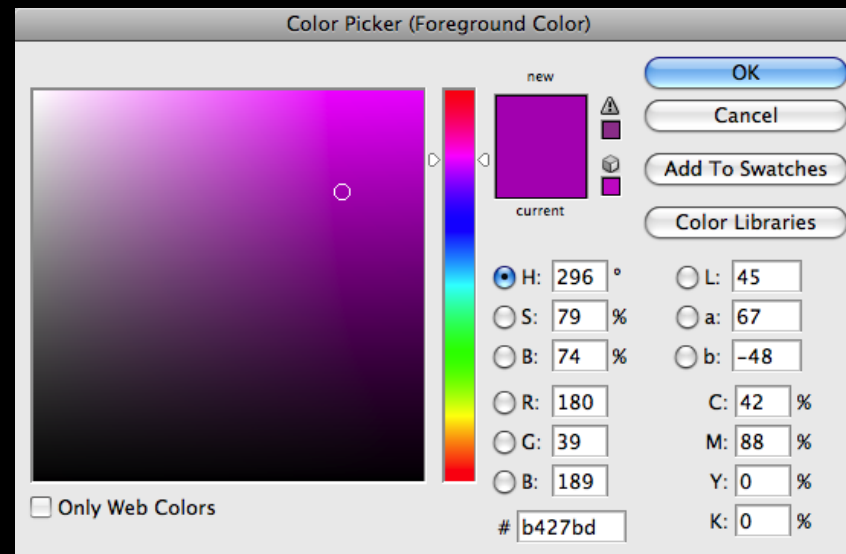 Color Picker (Foreground Color)
new
current
OK
Cancel
Add To Swatches
Color Libraries
H: 296 °
S: 79 %
B: 74 %
R: 180
G: 39
B: 189
# b427bd
L: 45
a: 67
b: -48
C: 42 %
M: 88 %
Y: 0 %
K: 0 %
Only Web Colors